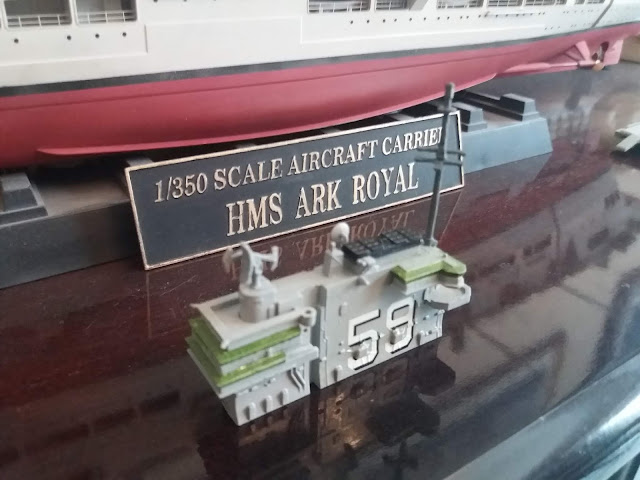 1/350 SCALE AIRCRAFT CARRIER
HMS ARK ROYAL
59